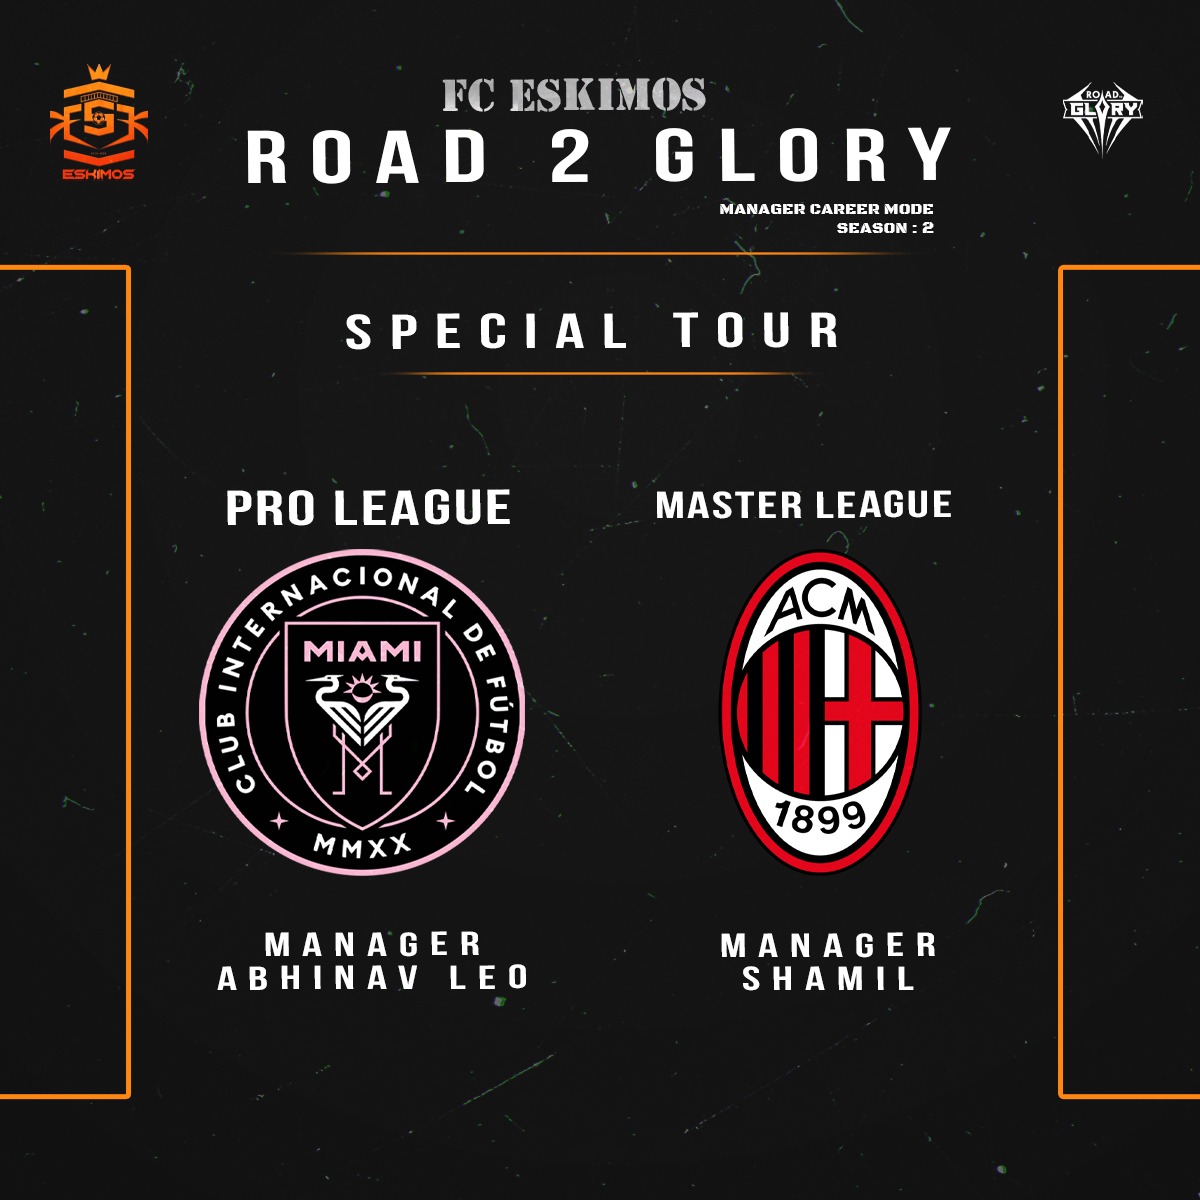 FC ESKIMOS
ROAD 2 GLORY
MANAGER CAREER MODE
SEASON : 2
ESKIMOS
ROAD
GLORY
SPECIAL TOUR
PRO LEAGUE
MASTER LEAGUE
CLUB INTERNACIONAL DE FÚTBOL
MIAMI
MMXX
ACM
1899
MANAGER
ABHINAV LEO
MANAGER
SHAMIL